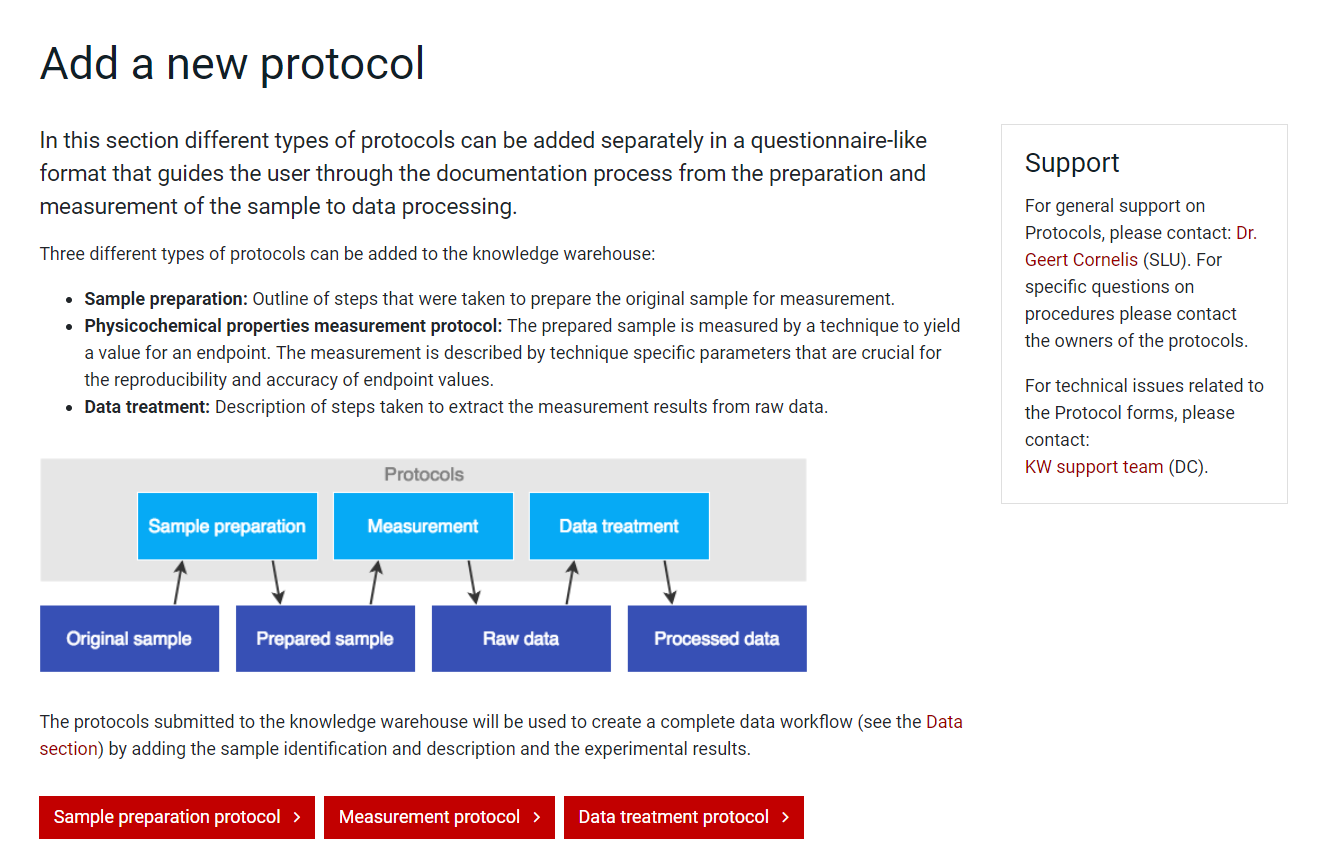 Add a new protocol
In this section different types of protocols can be added separately in a questionnaire-like
format that guides the user through the documentation process from the preparation and
measurement of the sample to data processing.
Three different types of protocols can be added to the knowledge warehouse:
• Sample preparation: Outline of steps that were taken to prepare the original sample for measurement.
• Physicochemical properties measurement protocol: The prepared sample is measured by a technique to yield
a value for an endpoint. The measurement is described by technique specific parameters that are crucial for
the reproducibility and accuracy of endpoint values.
• Data treatment: Description of steps taken to extract the measurement results from raw data.
Protocols
Sample preparation
Measurement
Data treatment
Original sample
Prepared sample
Raw data
Processed data
The protocols submitted to the knowledge warehouse will be used to create a complete data workflow (see the Data
section) by adding the sample identification and description and the experimental results.
Sample preparation protocol >
Measurement protocol >
Data treatment protocol >
Support
For general support on
Protocols, please contact: Dr.
Geert Cornelis (SLU). For
specific questions on
procedures please contact
the owners of the protocols.
For technical issues related to
the Protocol forms, please
contact:
KW support team (DC).